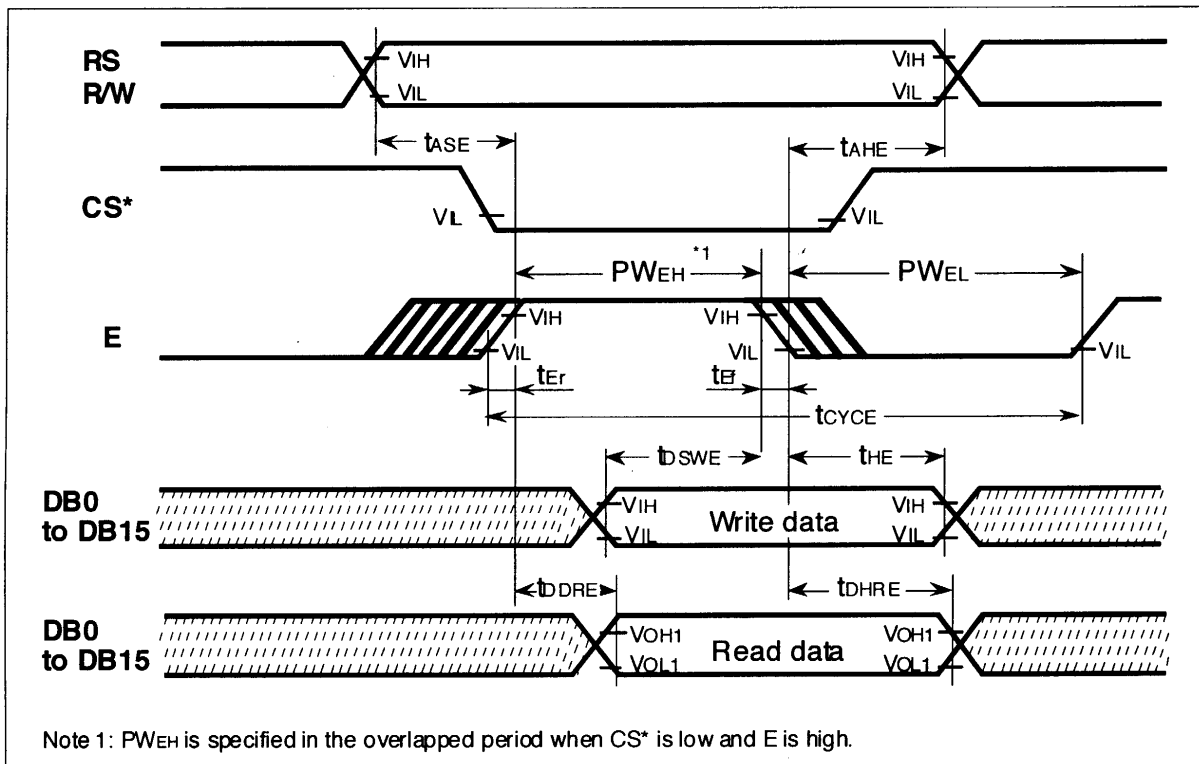 RS
R/W
VIH
VIL
VIH
VIL
tASE
tAHE
CS*
VIL
VIL
PWEH *1
PWEL
E
VIH
VIL
VIH
VIL
VIL
tEr
tEf
tCYCE
tDSWE
tHE
DB0
to DB15
VIH
VIL
Write data
VIH
VIL
tDDRE
tDHRE
DB0
to DB15
VOH1
VOL1
Read data
VOH1
VOL1
Note 1: PWEH is specified in the overlapped period when CS* is low and E is high.